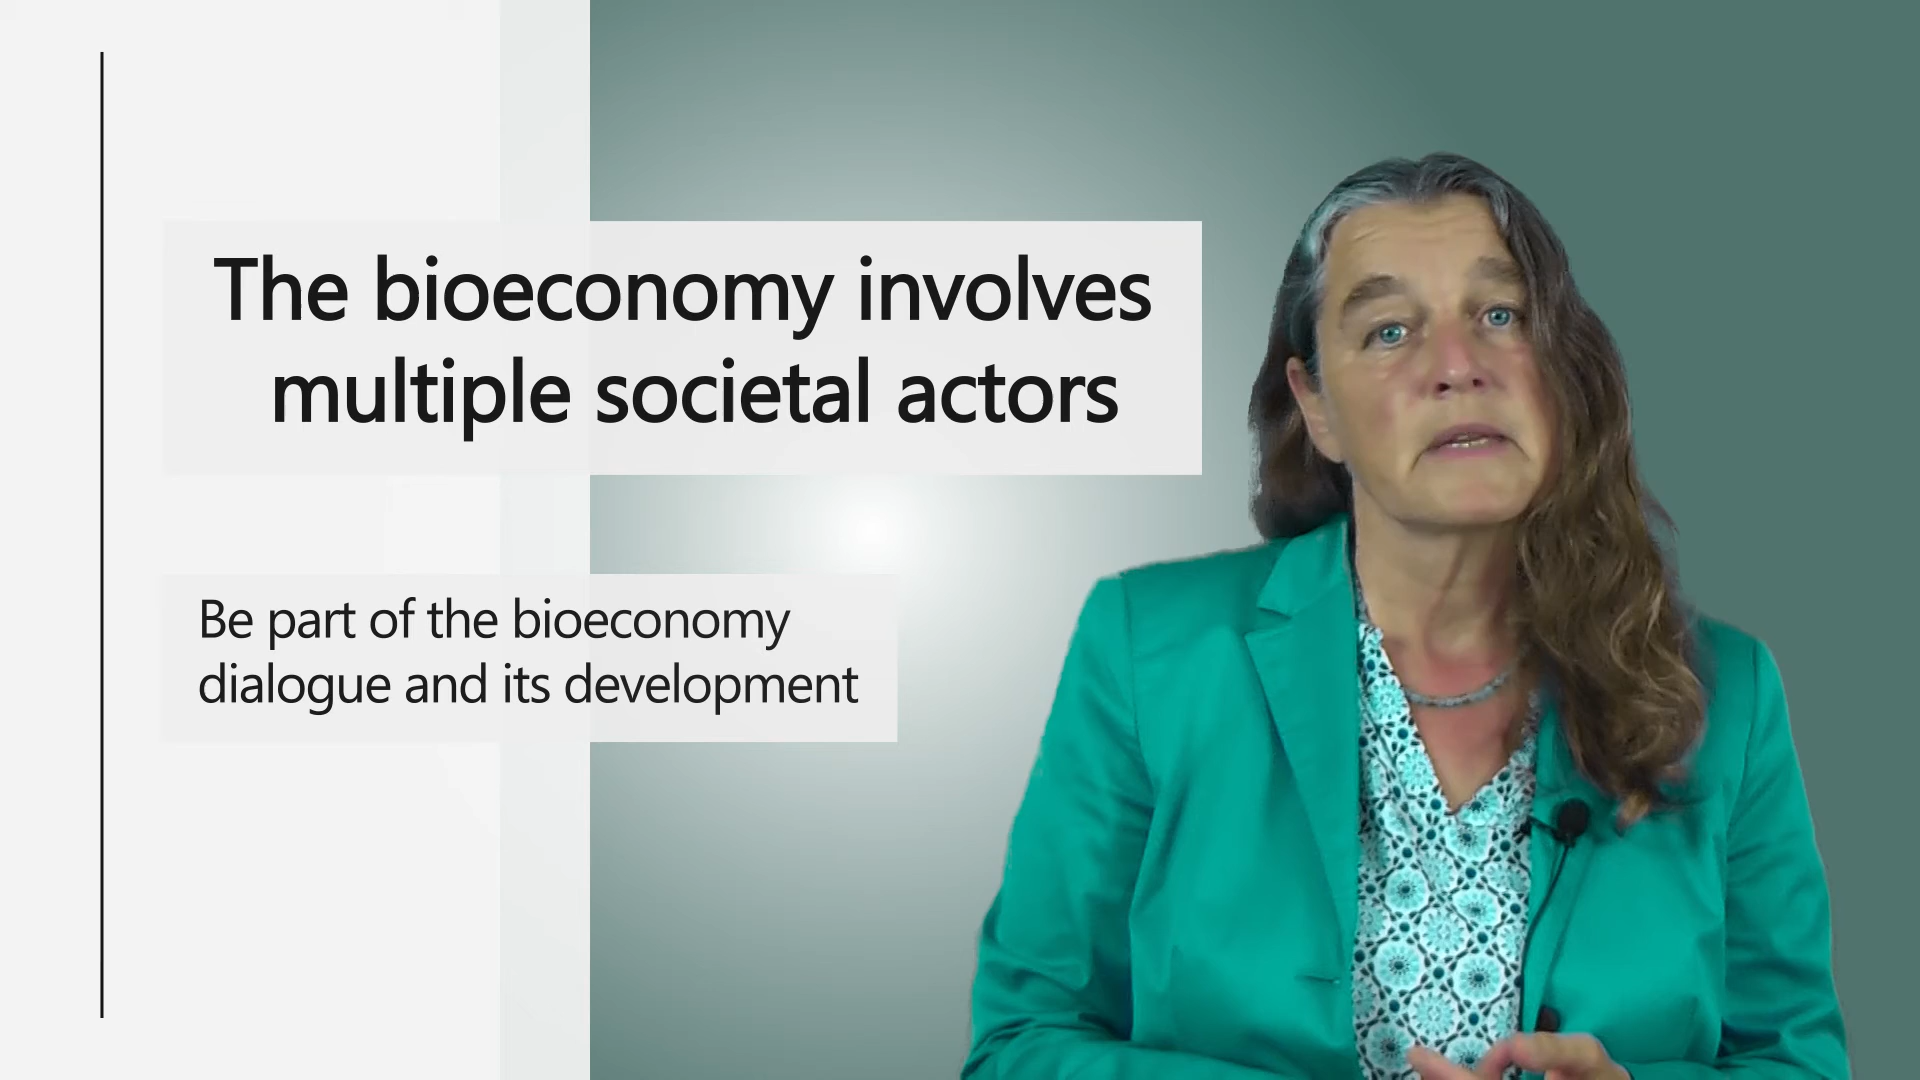 The bioeconomy involves
multiple societal actors
Be part of the bioeconomy
dialogue and its development